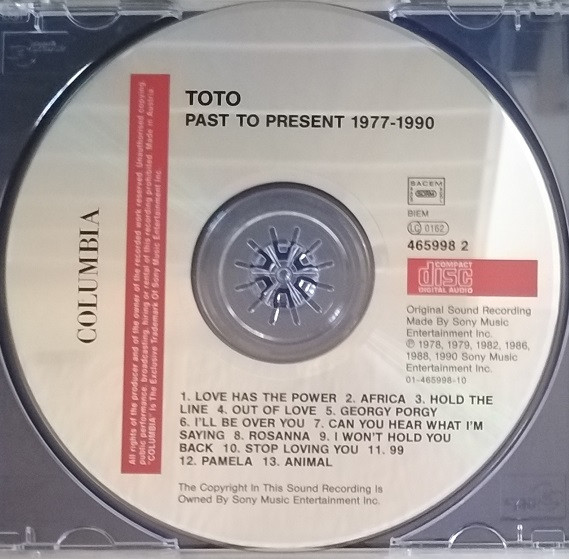 TOTO
PAST TO PRESENT 1977-1990
COLUMBIA
All rights of the producer and of the owner of the recorded work reserved. Unauthorised copying,
public performance, broadcasting, hiring or rental of this recording prohibited. Made in Austria
"COLUMBIA" Is The Exclusive Trademark Of Sony Music Entertainment Inc.
SACEM
BIEM
LC 0162
465998 2
COMPACT
disc
DIGITAL AUDIO
Original Sound Recording
Made By Sony Music
Entertainment Inc.
℗ 1978, 1979, 1982, 1986,
1988, 1990 Sony Music
Entertainment Inc.
01-465998-10
1. LOVE HAS THE POWER 2. AFRICA 3. HOLD THE
LINE 4. OUT OF LOVE 5. GEORGY PORGY
6. I'LL BE OVER YOU 7. CAN YOU HEAR WHAT I'M
SAYING 8. ROSANNA 9. I WON'T HOLD YOU
BACK 10. STOP LOVING YOU 11. 99
12. PAMELA 13. ANIMAL
The Copyright In This Sound Recording Is
Owned By Sony Music Entertainment Inc.